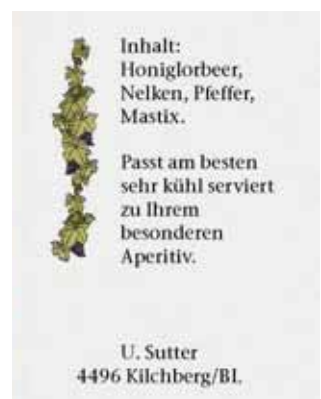 Inhalt:
Honiglorbeer,
Nelken, Pfeffer,
Mastix.
Passt am besten
sehr kühl serviert
zu Ihrem
besonderen
Aperitiv.
U. Sutter
4496 Kilchberg/BL